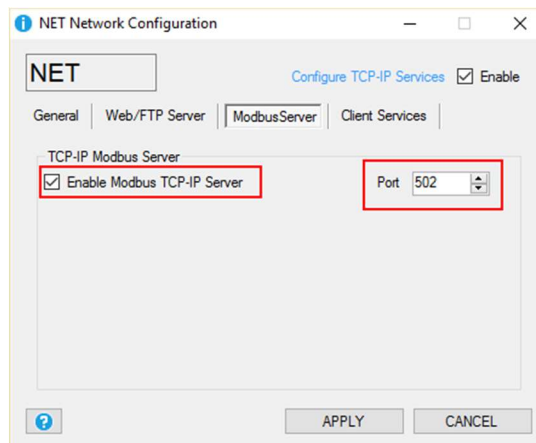 NET Network Configuration
NET
Configure TCP-IP Services Enable
General Web/FTP Server ModbusServer Client Services
TCP-IP Modbus Server
Enable Modbus TCP-IP Server Port 502
APPLY CANCEL